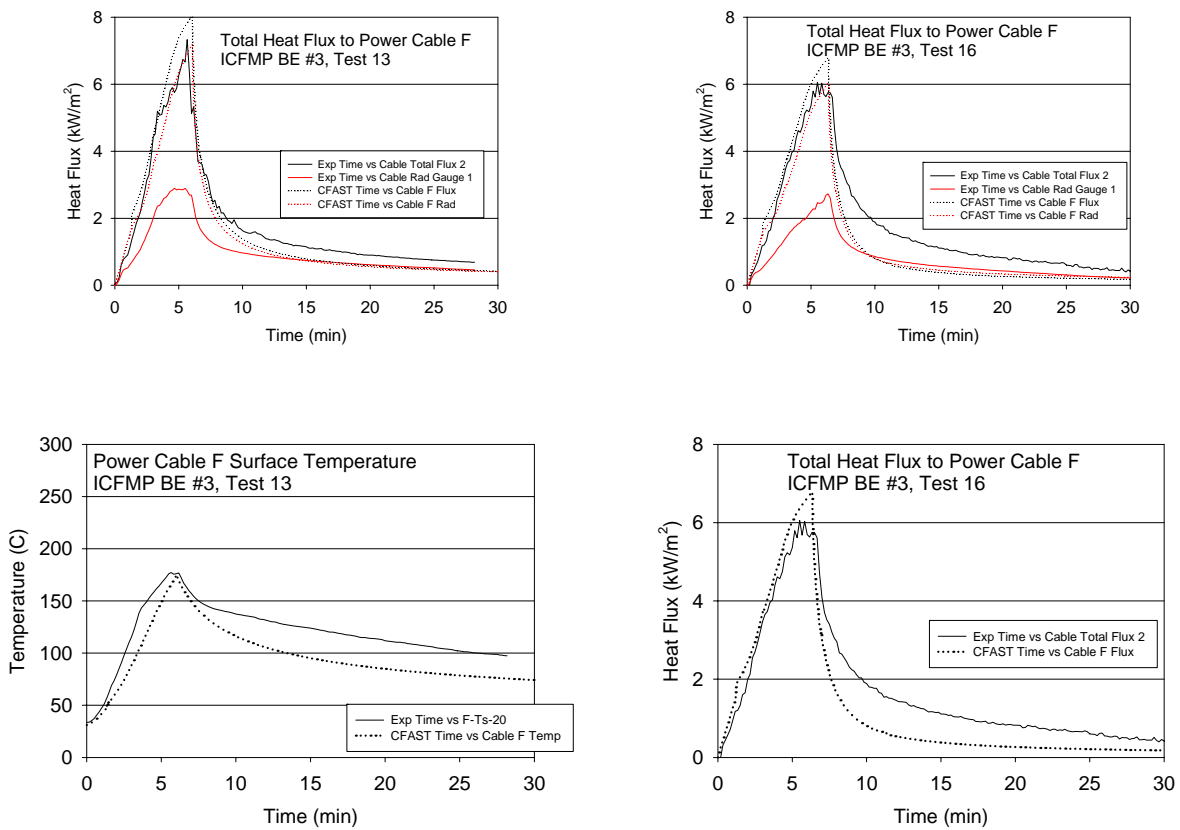 Total Heat Flux to Power Cable F
ICFMP BE #3, Test 13
Heat Flux (kW/m²)
8
6
4
2
0
Exp Time vs Cable Total Flux 2
Exp Time vs Cable Rad Gauge 1
CFAST Time vs Cable F Flux
CFAST Time vs Cable F Rad
0 5 10 15 20 25 30
Time (min)
Total Heat Flux to Power Cable F
ICFMP BE #3, Test 16
Heat Flux (kW/m²)
8
6
4
2
0
Exp Time vs Cable Total Flux 2
Exp Time vs Cable Rad Gauge 1
CFAST Time vs Cable F Flux
CFAST Time vs Cable F Rad
0 5 10 15 20 25 30
Time (min)
Power Cable F Surface Temperature
ICFMP BE #3, Test 13
Temperature (C)
300
250
200
150
100
50
0
Exp Time vs F-Ts-20
CFAST Time vs Cable F Temp
0 5 10 15 20 25 30
Time (min)
Total Heat Flux to Power Cable F
ICFMP BE #3, Test 16
Heat Flux (kW/m²)
8
6
4
2
0
Exp Time vs Cable Total Flux 2
CFAST Time vs Cable F Flux
0 5 10 15 20 25 30
Time (min)